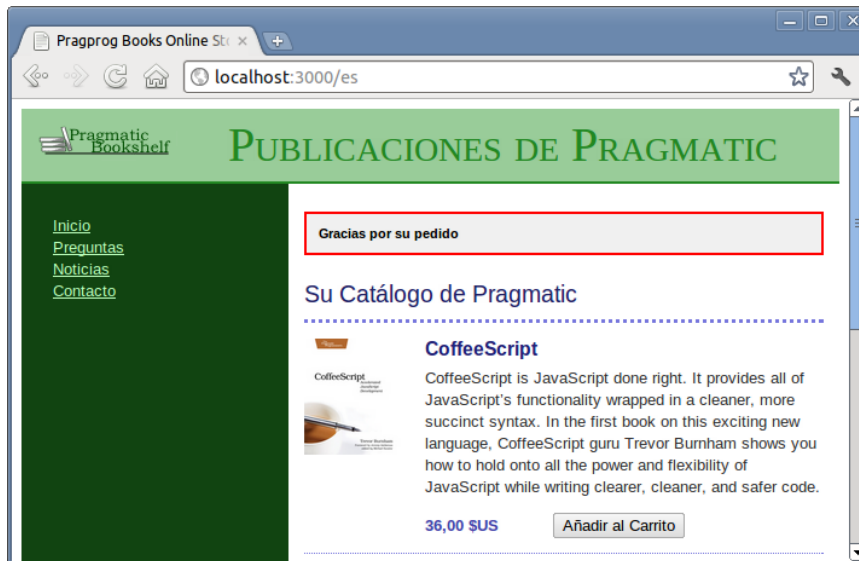 Pragprog Books Online Sto
localhost:3000/es
Pragmatic
Bookshelf
PUBLICACIONES DE PRAGMATIC
Inicio
Preguntas
Noticias
Contacto
Gracias por su pedido
Su Catálogo de Pragmatic
CoffeeScript
CoffeeScript
CoffeeScript is JavaScript done right. It provides all of
JavaScript's functionality wrapped in a cleaner, more
succinct syntax. In the first book on this exciting new
language, CoffeeScript guru Trevor Burnham shows you
how to hold onto all the power and flexibility of
JavaScript while writing clearer, cleaner, and safer code.
36,00 $US
Añadir al Carrito